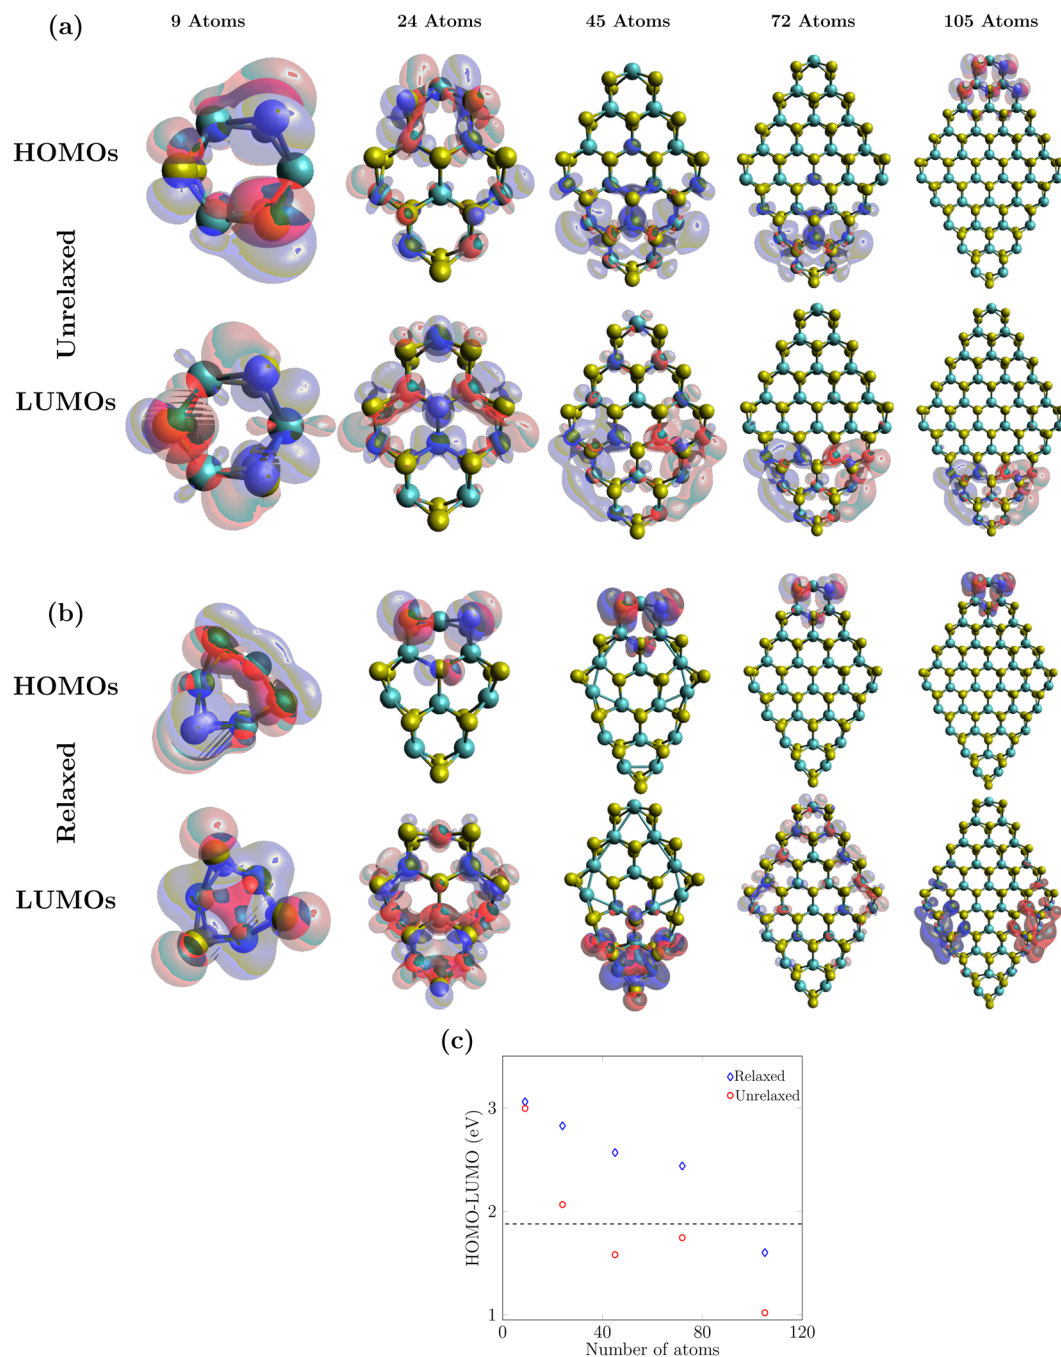 (a)
9 Atoms
24 Atoms
45 Atoms
72 Atoms
105 Atoms
HOMOs
Unrelaxed
LUMOs
(b)
HOMOs
Relaxed
LUMOs
(c)
HOMO-LUMO (eV)
3
2
1
Relaxed
Unrelaxed
0
40
80
120
Number of atoms